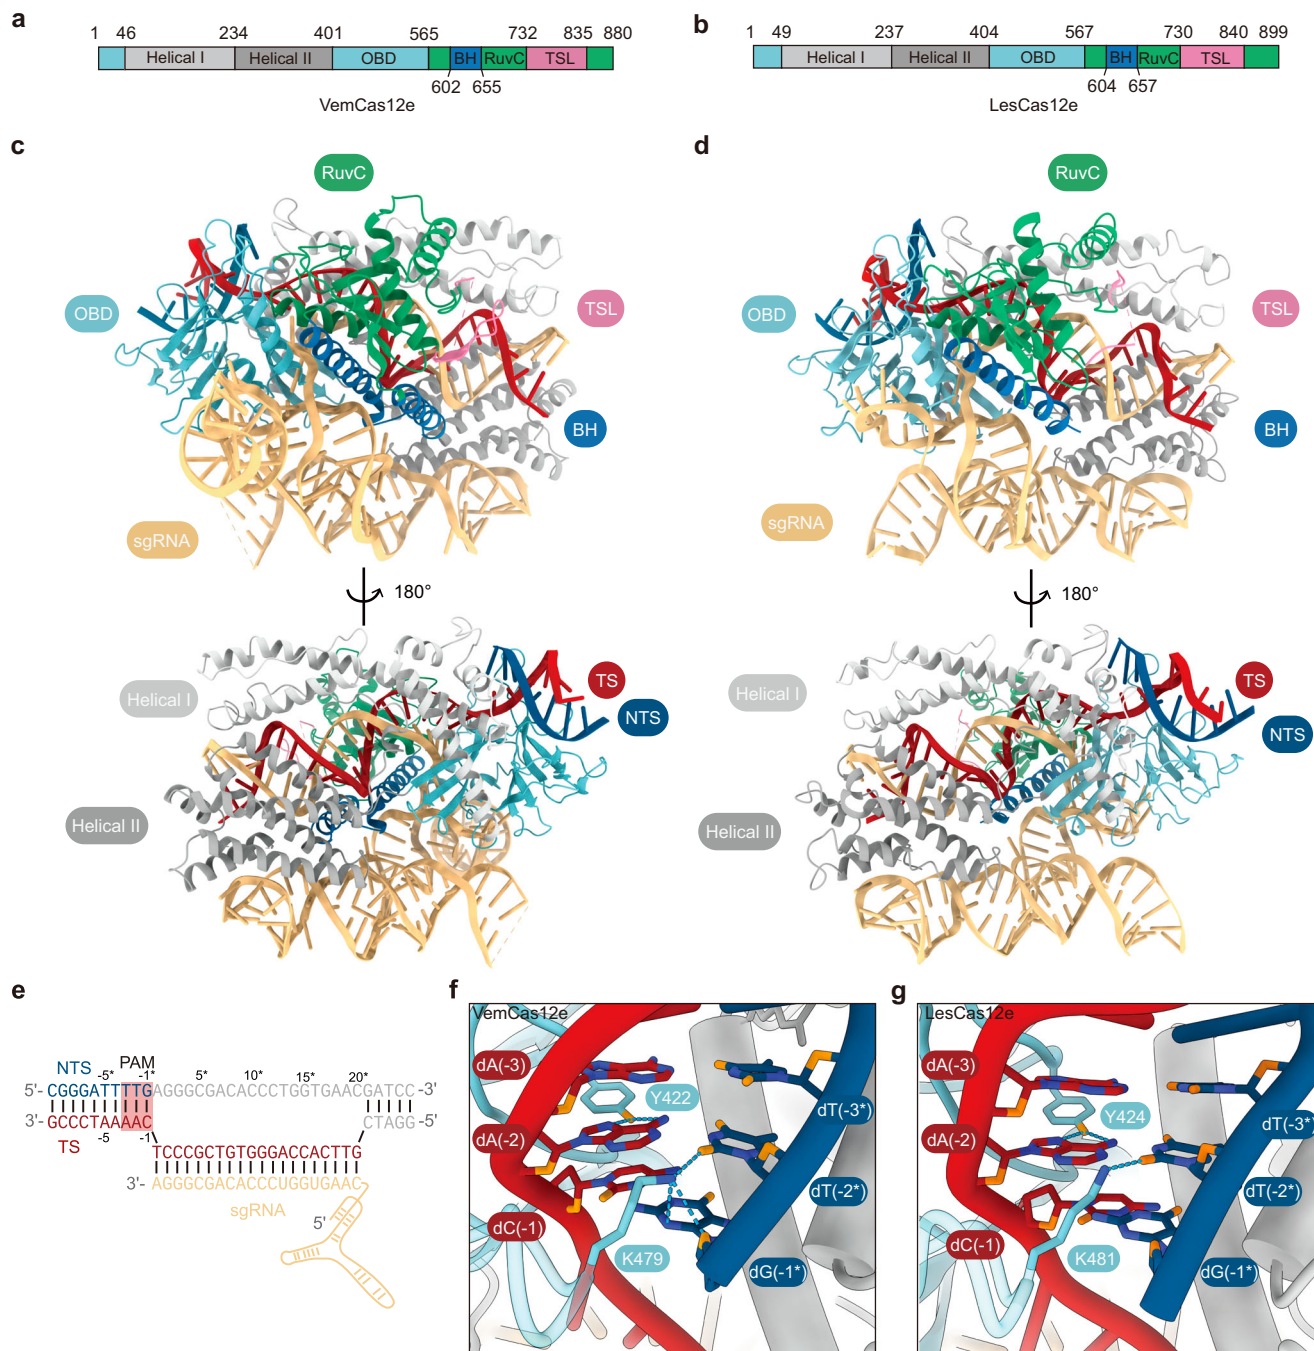 a
1 46 234 404 565 732 835 880
Helical I Helical II OBD BH RuvC TSL
602 655
VemCas12e
b
1 49 237 404 567 730 840 899
Helical I Helical II OBD BH RuvC TSL
604 657
LesCas12e
c
RuvC
OBD
TSL
BH
sgRNA
180°
Helical I
TS
NTS
Helical II
d
RuvC
OBD
TSL
BH
sgRNA
180°
Helical I
TS
NTS
Helical II
e
PAM
NTS -5* -1* 5* 10* 15* 20*
5'- CGGGATTTTGAGGGCGACACCCTGGTGAACGATCC -3'
3'- GCCCTAAAAC CTAGG -5'
TS -5 -1
TCCCGCTGTGGGACCACTTG
3'- AGGGCGACACCCUGGUGAAC
sgRNA
5'
f
VemCas12e
dA(-3)
Y422
dT(-3*)
dA(-2)
dT(-2*)
dC(-1)
K479
dG(-1*)
g
LesCas12e
dA(-3)
Y424
dT(-3*)
dA(-2)
dT(-2*)
dC(-1)
K481
dG(-1*)